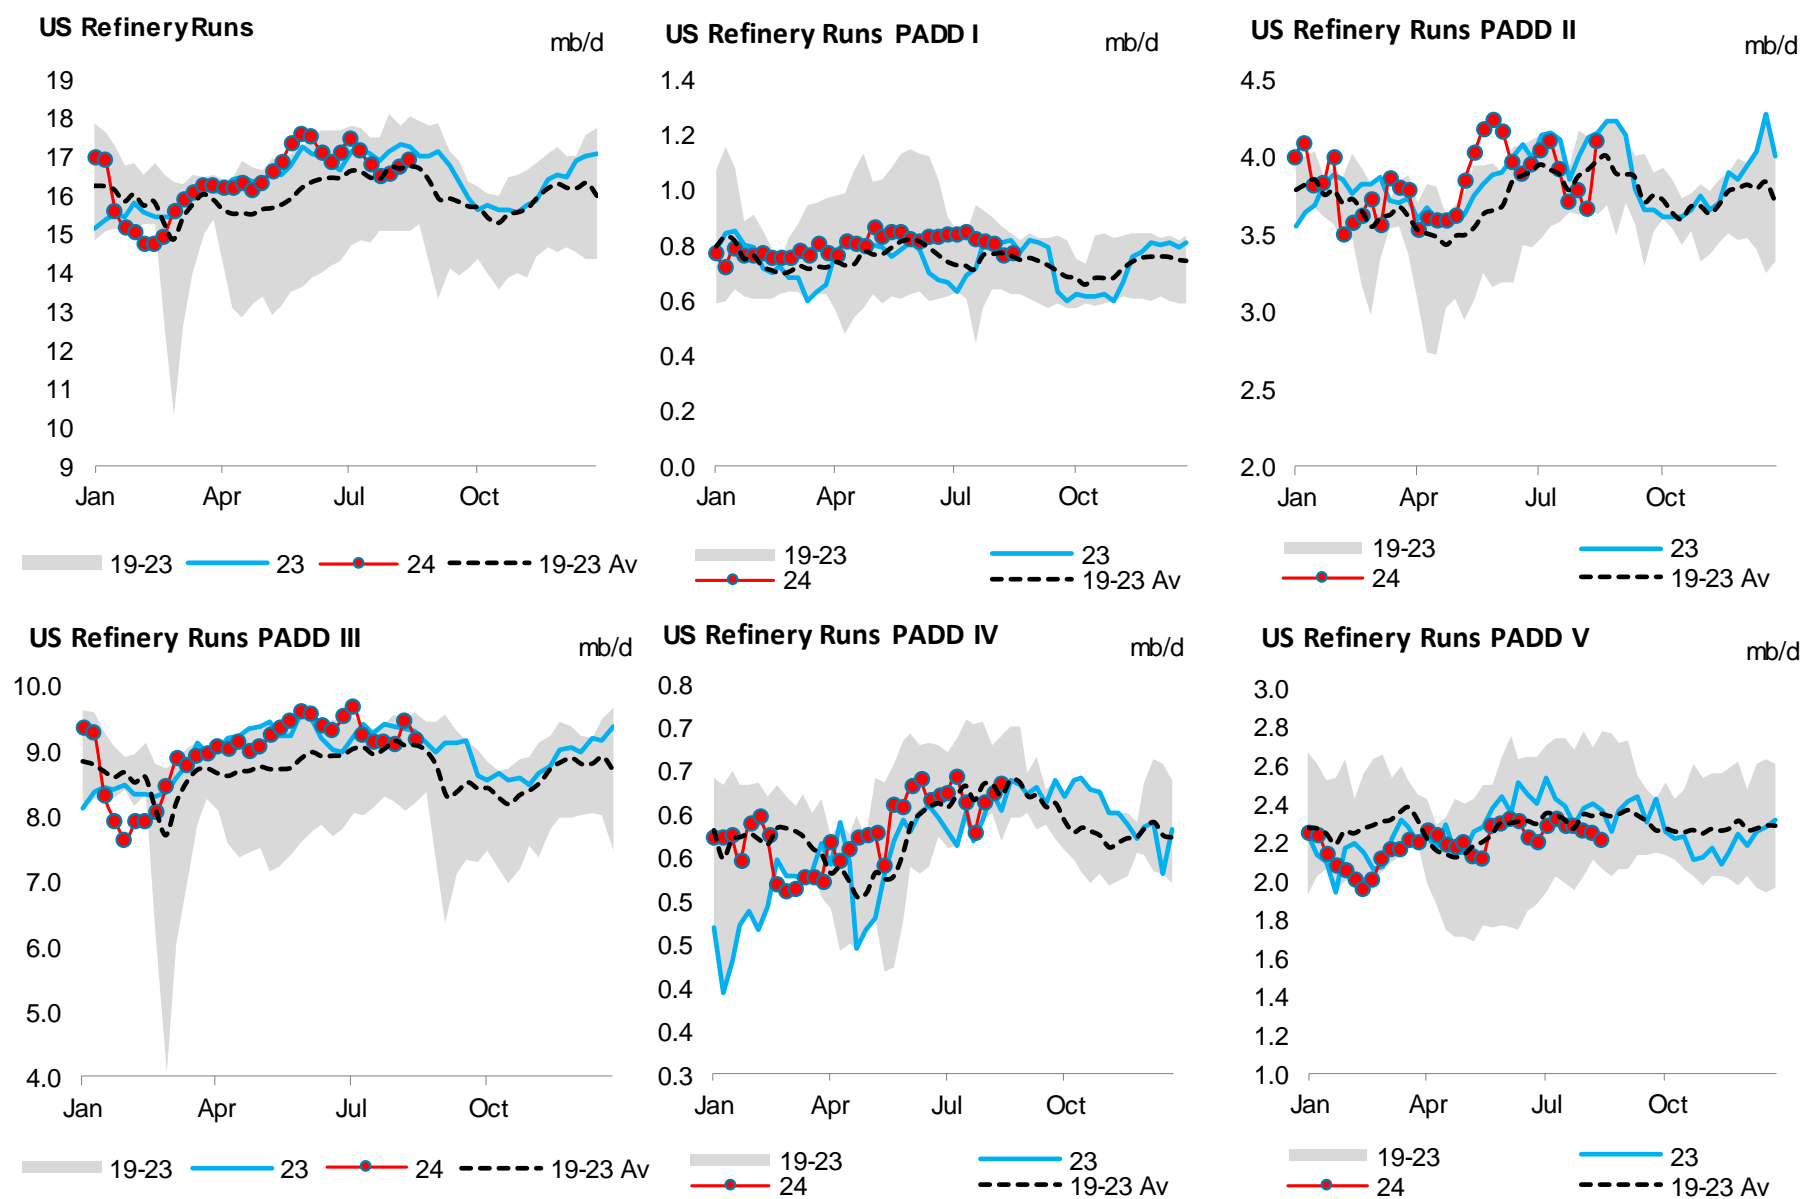 US Refinery Runs
mb/d
19
18
17
16
15
14
13
12
11
10
9
Jan Apr Jul Oct
19-23 23 24 19-23 Av
US Refinery Runs PADD I
mb/d
1.4
1.2
1.0
0.8
0.6
0.4
0.2
0.0
Jan Apr Jul Oct
19-23 23
24 19-23 Av
US Refinery Runs PADD II
mb/d
4.5
4.0
3.5
3.0
2.5
2.0
Jan Apr Jul Oct
19-23 23
24 19-23 Av
US Refinery Runs PADD III
mb/d
10.0
9.0
8.0
7.0
6.0
5.0
4.0
Jan Apr Jul Oct
19-23 23 24 19-23 Av
US Refinery Runs PADD IV
mb/d
0.8
0.7
0.7
0.6
0.6
0.5
0.5
0.4
0.4
0.3
Jan Apr Jul Oct
19-23 23
24 19-23 Av
US Refinery Runs PADD V
mb/d
3.0
2.8
2.6
2.4
2.2
2.0
1.8
1.6
1.4
1.2
1.0
Jan Apr Jul Oct
19-23 23
24 19-23 Av